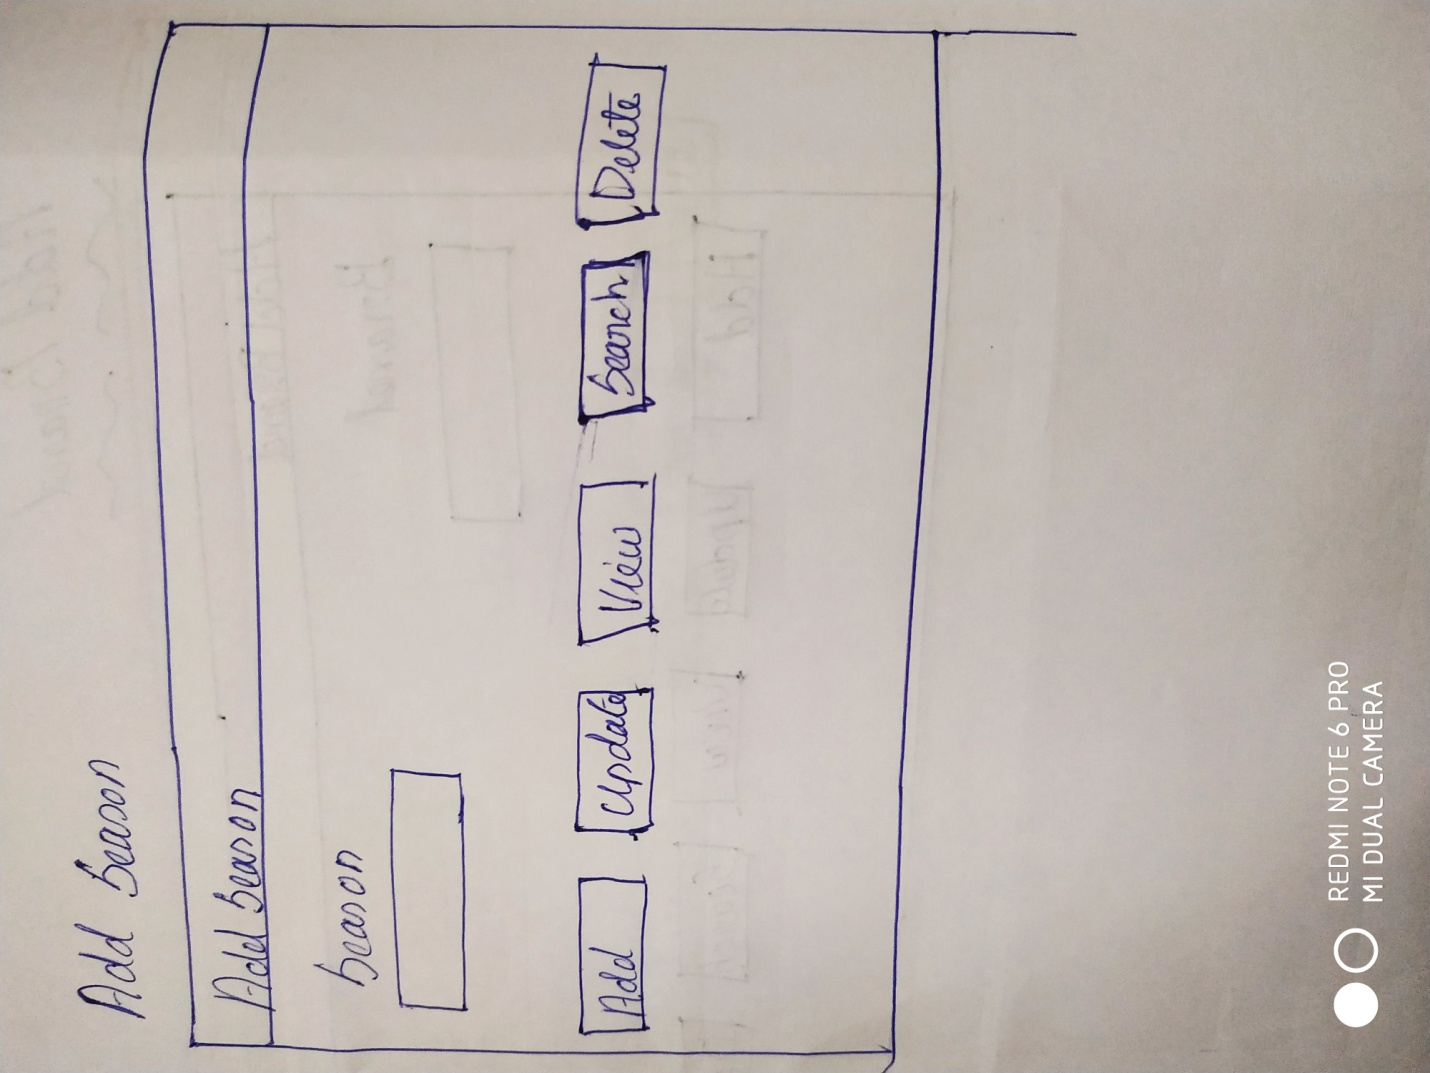 Add Season
Add Season
Season
Add Update View Search Delete
REDMI NOTE 6 PRO
MI DUAL CAMERA